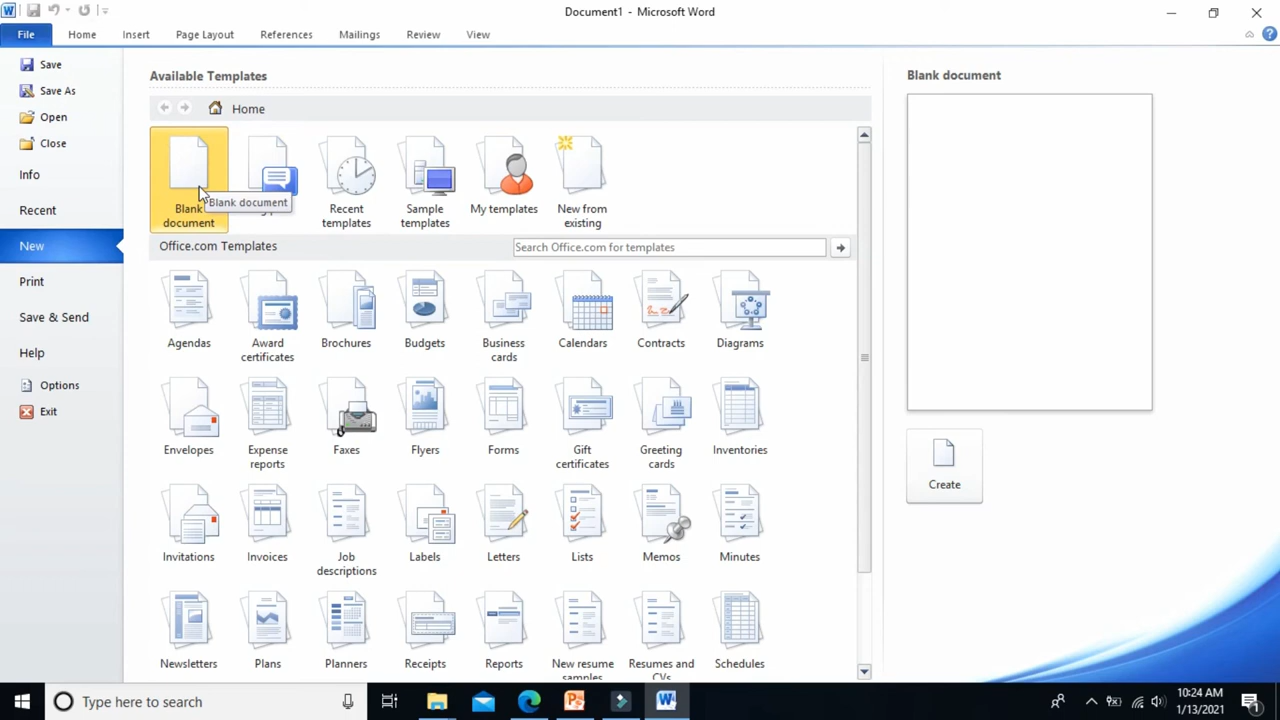 Document1 - Microsoft Word
File Home Insert Page Layout References Mailings Review View
Save
Save As
Open
Close
Info
Recent
New
Print
Save & Send
Help
Options
Exit
Available Templates
Home
Blank document
Blank
document
Recent
templates
Sample
templates
My templates
New from
existing
Office.com Templates
Search Office.com for templates
Agendas
Award
certificates
Brochures
Budgets
Business
cards
Calendars
Contracts
Diagrams
Envelopes
Expense
reports
Faxes
Flyers
Forms
Gift
certificates
Greeting
cards
Inventories
Invitations
Invoices
Job
descriptions
Labels
Letters
Lists
Memos
Minutes
Newsletters
Plans
Planners
Receipts
Reports
New resume
samples
Resumes and
CVs
Schedules
Blank document
Create
Type here to search
10:24 AM
1/13/2021